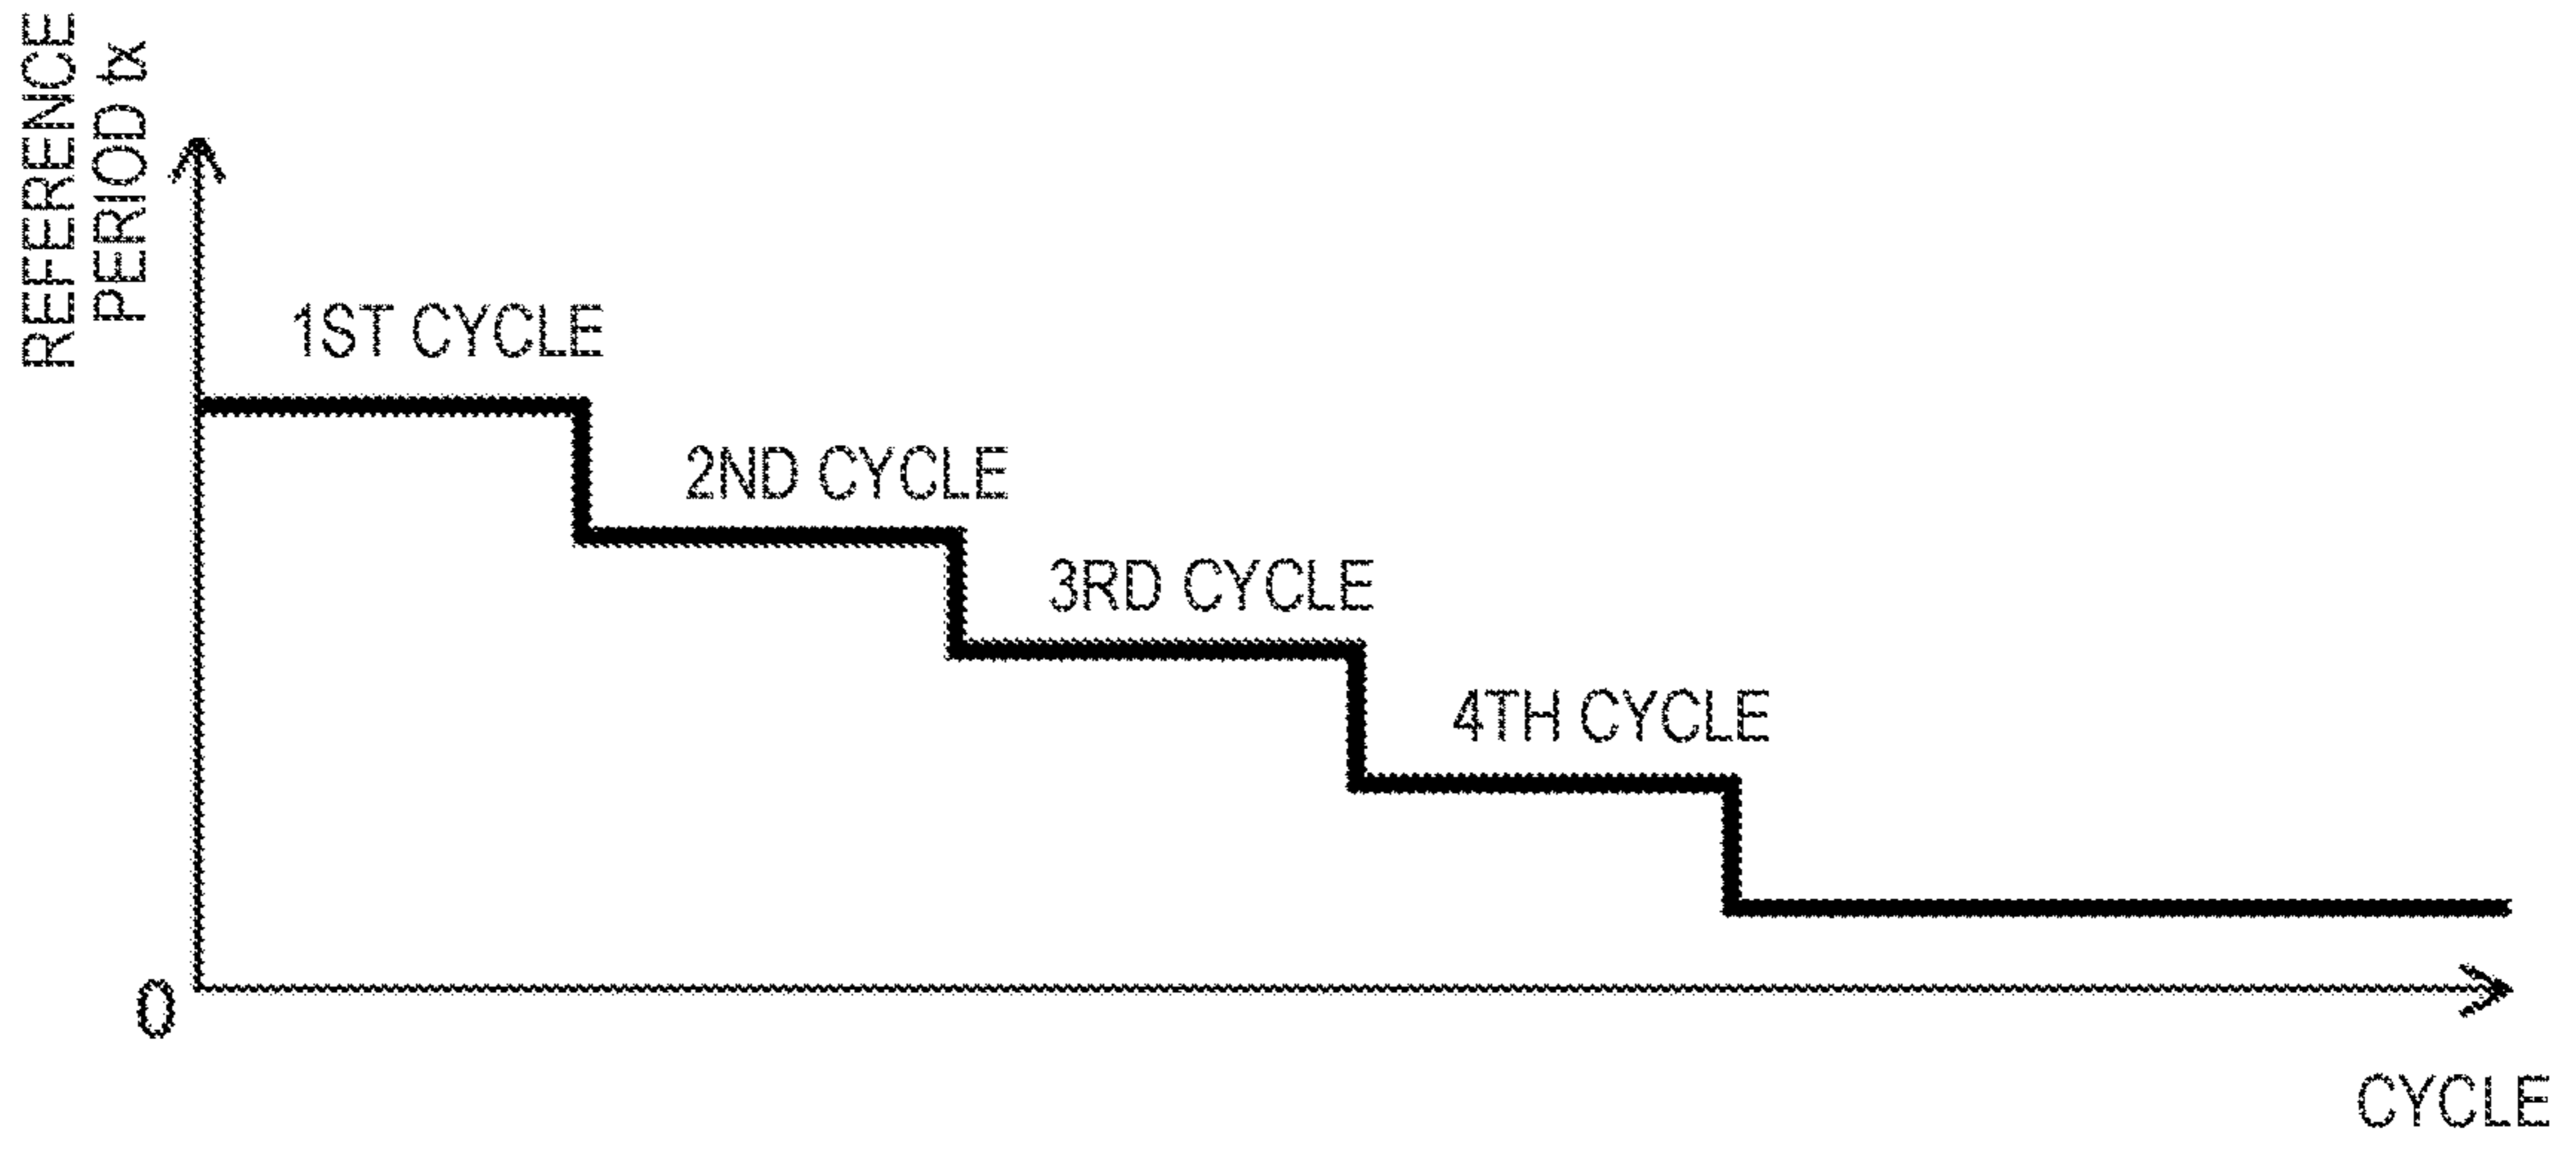 REFERENCE
PERIOD tx
1ST CYCLE
2ND CYCLE
3RD CYCLE
4TH CYCLE
0
CYCLE